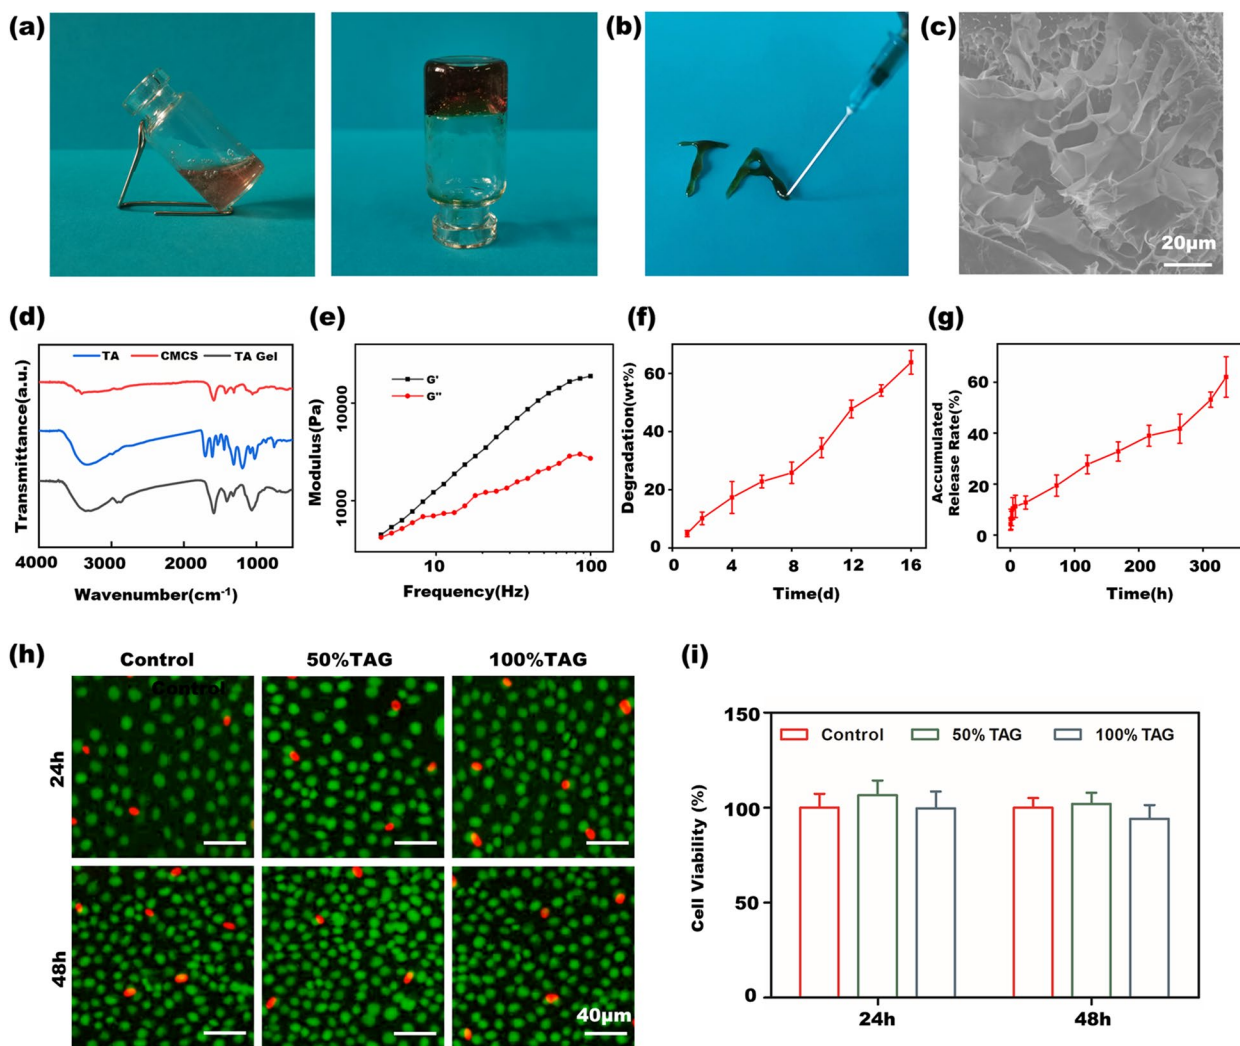 (a)
(b)
(c)
20μm
(d)
TA CMCS TA Gel
Transmittance(a.u.)
4000 3000 2000 1000
Wavenumber(cm-1)
(e)
G'
G"
Modulus(Pa)
10000
1000
10 100
Frequency(Hz)
(f)
Degradation(wt%)
60
40
20
0
0 4 8 12 16
Time(d)
(g)
Accumulated
Release Rate(%)
60
40
20
0
0 100 200 300
Time(h)
(h)
Control 50%TAG 100%TAG
Control
24h
48h
40μm
(i)
Cell Viability (%)
150
100
50
0
Control 50% TAG 100% TAG
24h 48h